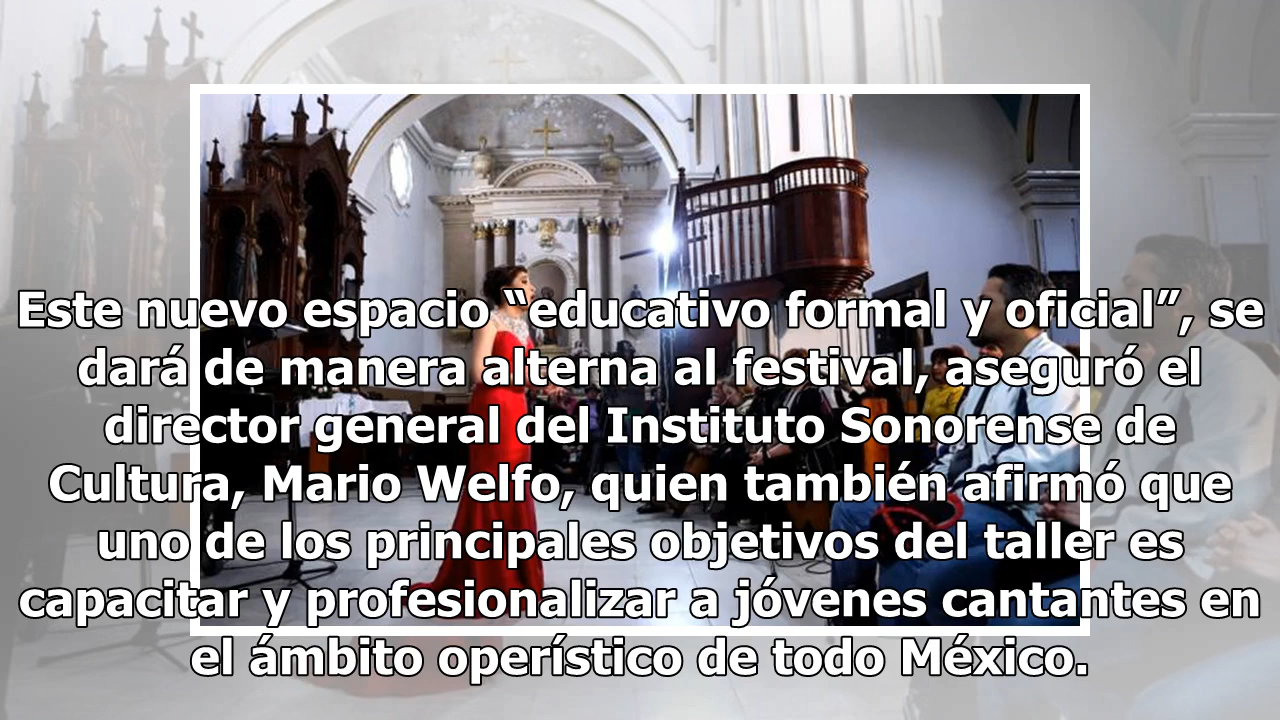 Este nuevo espacio “educativo formal y oficial”, se
dará de manera alterna al festival, aseguró el
director general del Instituto Sonorense de
Cultura, Mario Welfo, quien también afirmó que
uno de los principales objetivos del taller es
capacitar y profesionalizar a jóvenes cantantes en
el ámbito operístico de todo México.